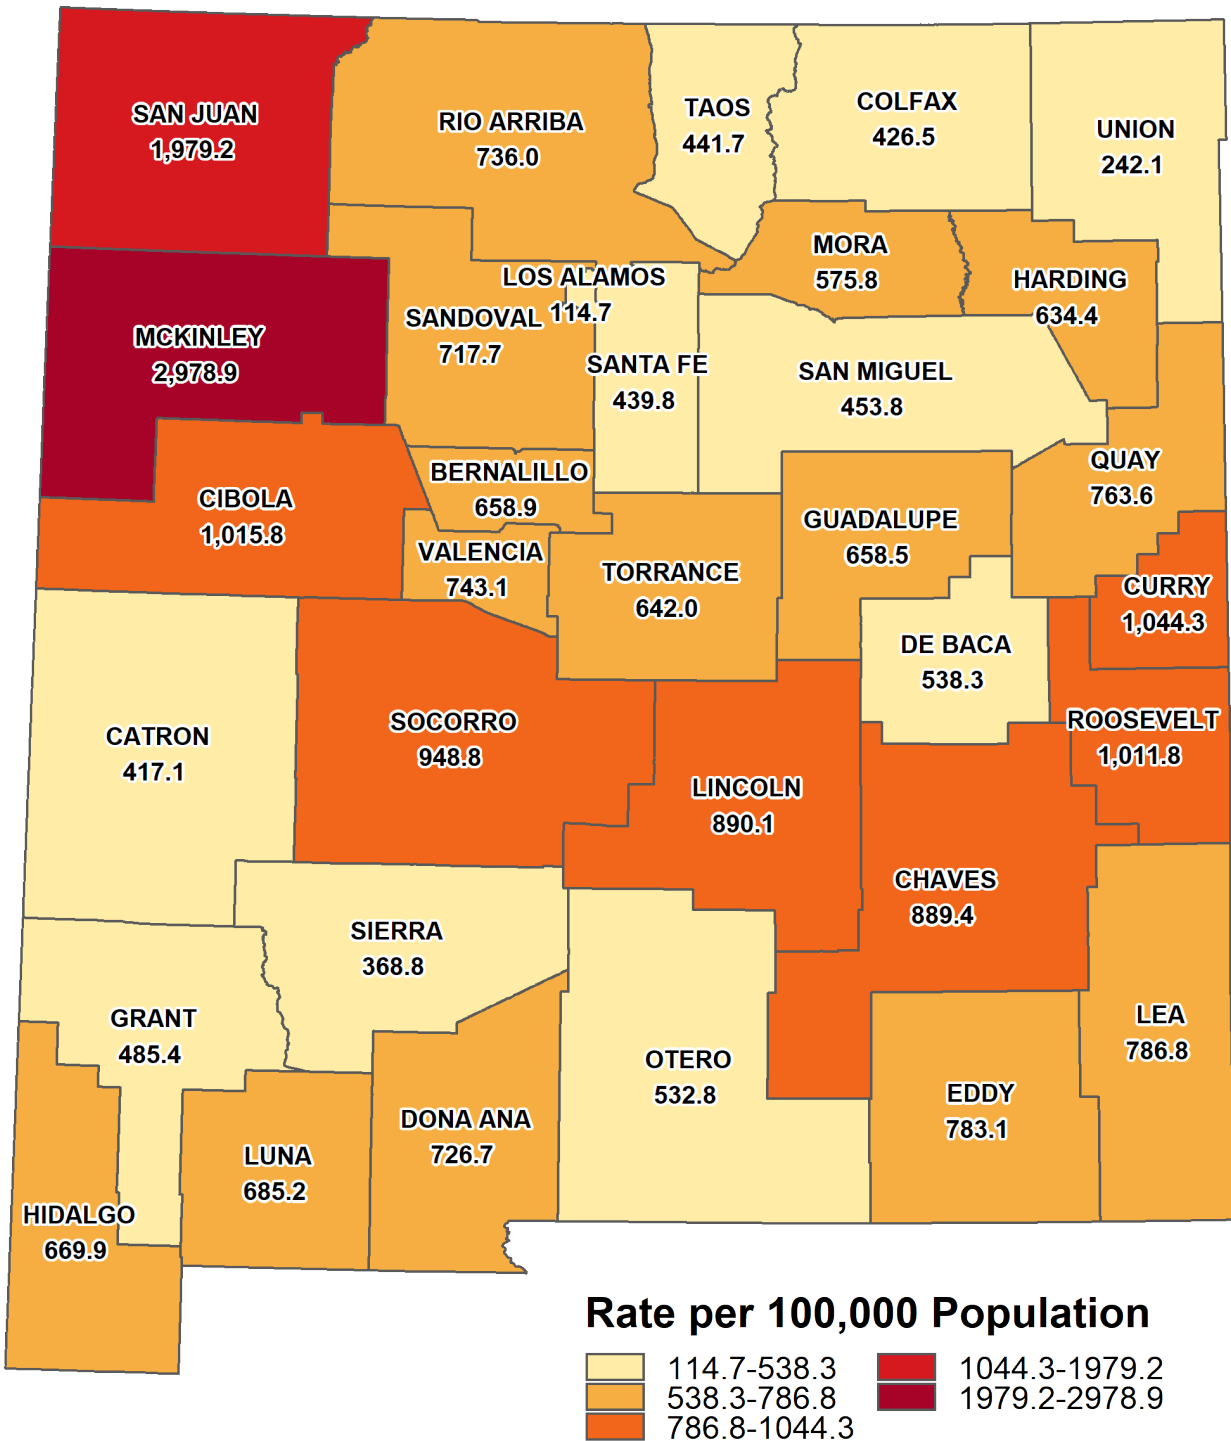 SAN JUAN
1,979.2
RIO ARRIBA
736.0
TAOS
441.7
COLFAX
426.5
UNION
242.1
MORA
575.8
HARDING
634.4
LOS ALAMOS
114.7
SANDOVAL
717.7
MCKINLEY
2,978.9
SANTA FE
439.8
SAN MIGUEL
453.8
QUAY
763.6
BERNALILLO
658.9
CIBOLA
1,015.8
GUADALUPE
658.5
VALENCIA
743.1
TORRANCE
642.0
CURRY
1,044.3
DE BACA
538.3
ROOSEVELT
1,011.8
SOCORRO
948.8
CATRON
417.1
LINCOLN
890.1
CHAVES
889.4
SIERRA
368.8
GRANT
485.4
LEA
786.8
OTERO
532.8
EDDY
783.1
DONA ANA
726.7
LUNA
685.2
HIDALGO
669.9
Rate per 100,000 Population
114.7-538.3
538.3-786.8
786.8-1044.3
1044.3-1979.2
1979.2-2978.9